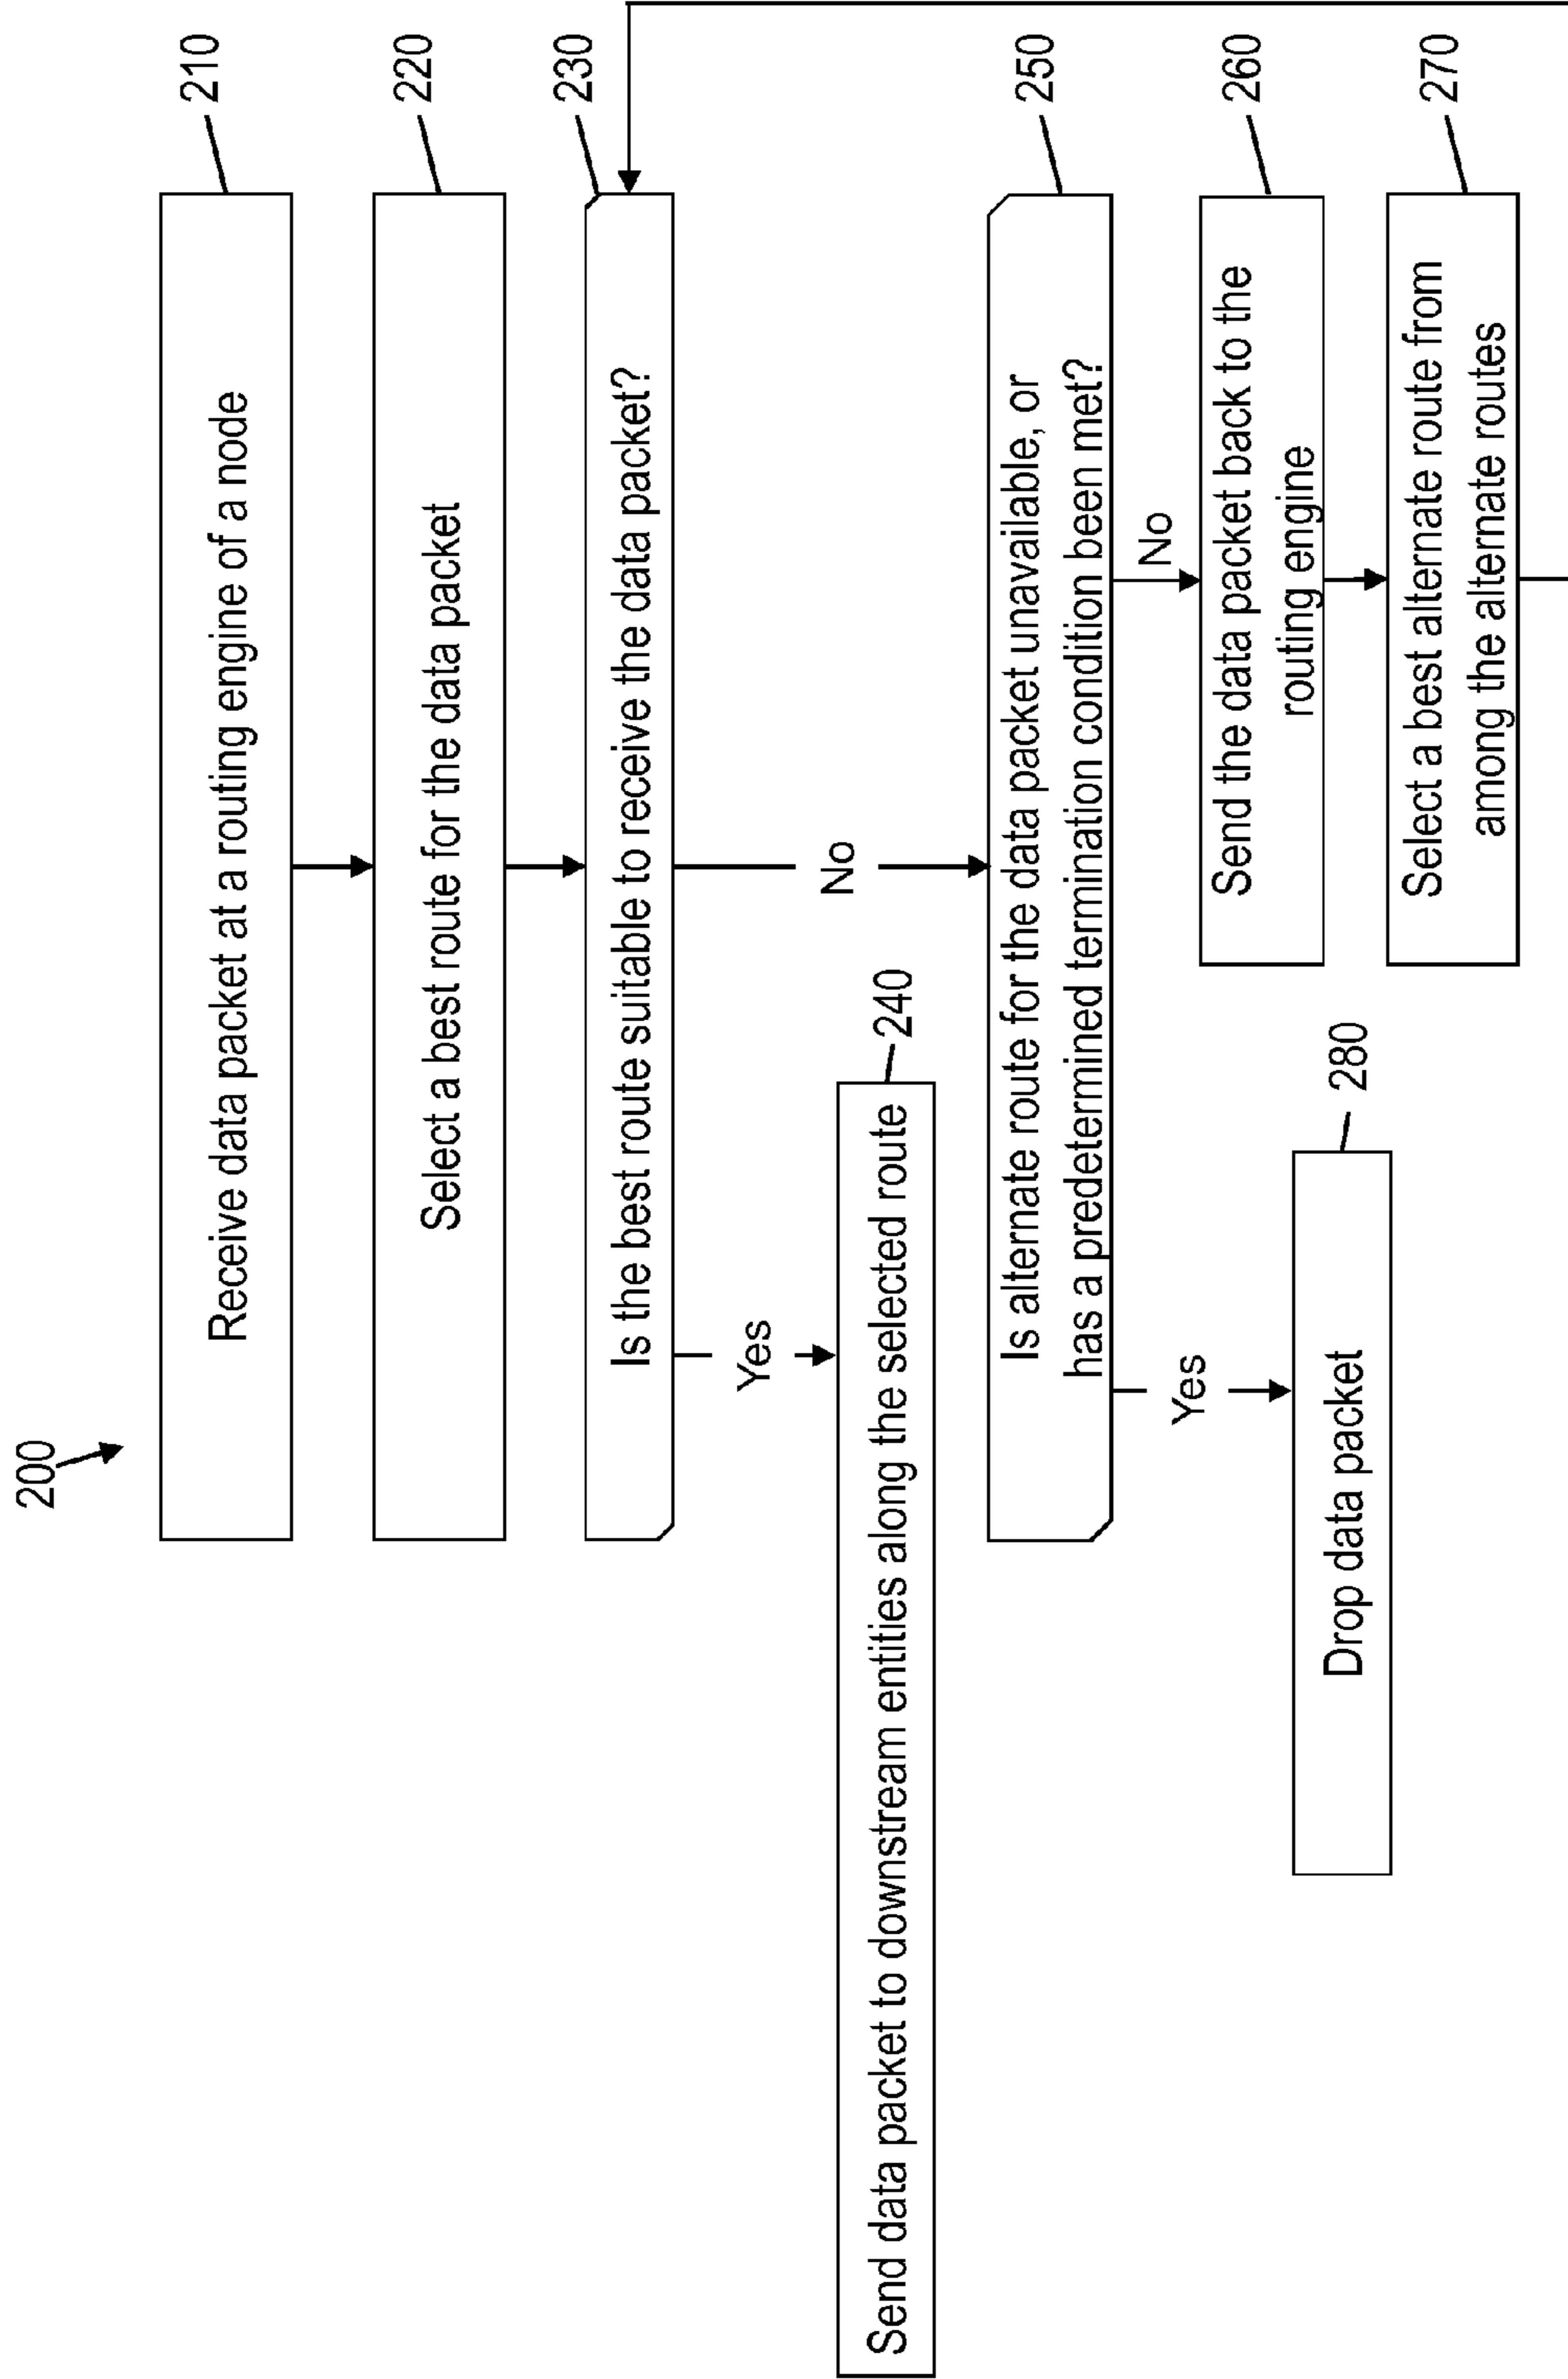 200
Receive data packet at a routing engine of a node
210
Select a best route for the data packet
220
Is the best route suitable to receive the data packet?
230
Yes
No
Send data packet to downstream entities along the selected route
240
Is alternate route for the data packet unavailable, or
has a predetermined termination condition been met?
250
Yes
No
Send the data packet back to the
routing engine
260
Drop data packet
280
Select a best alternate route from
among the alternate routes
270